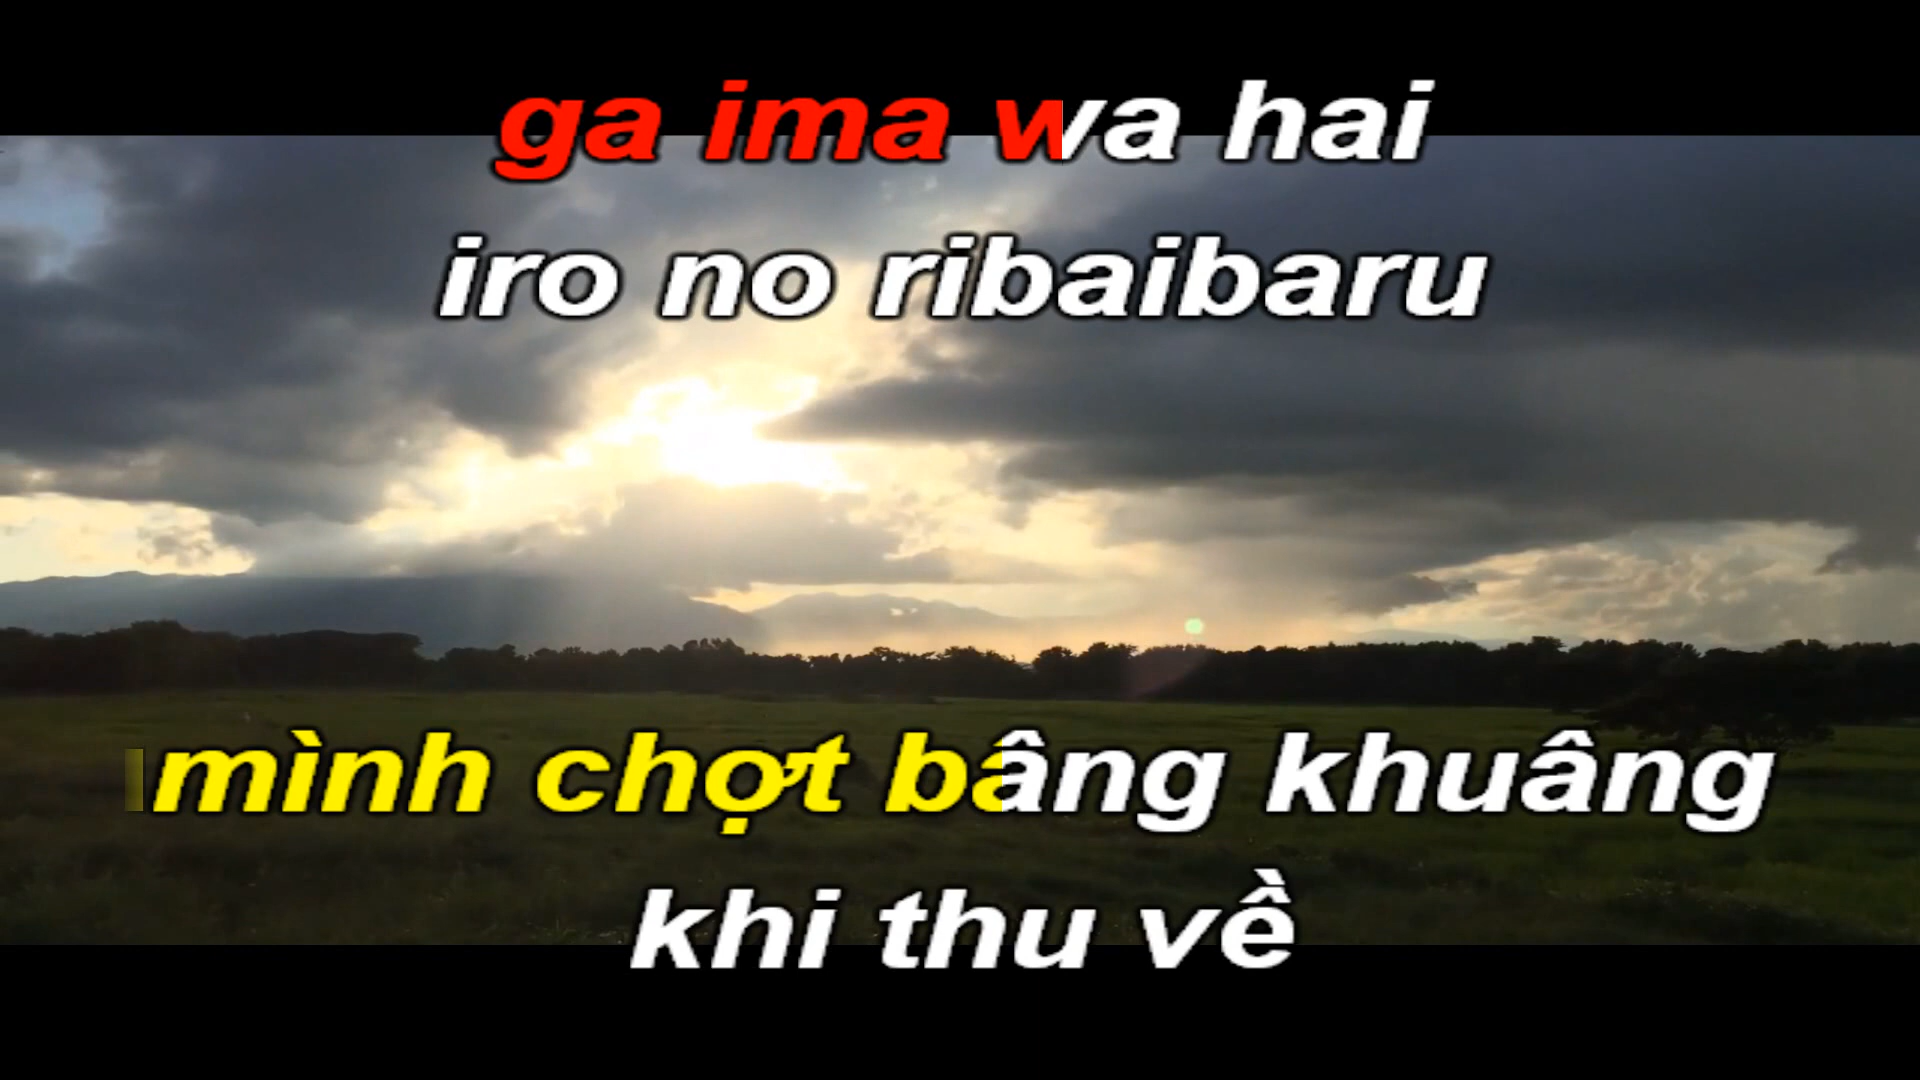 ga ima wa hai
iro no ribaibaru
mình chợt bâng khuâng
khi thu về